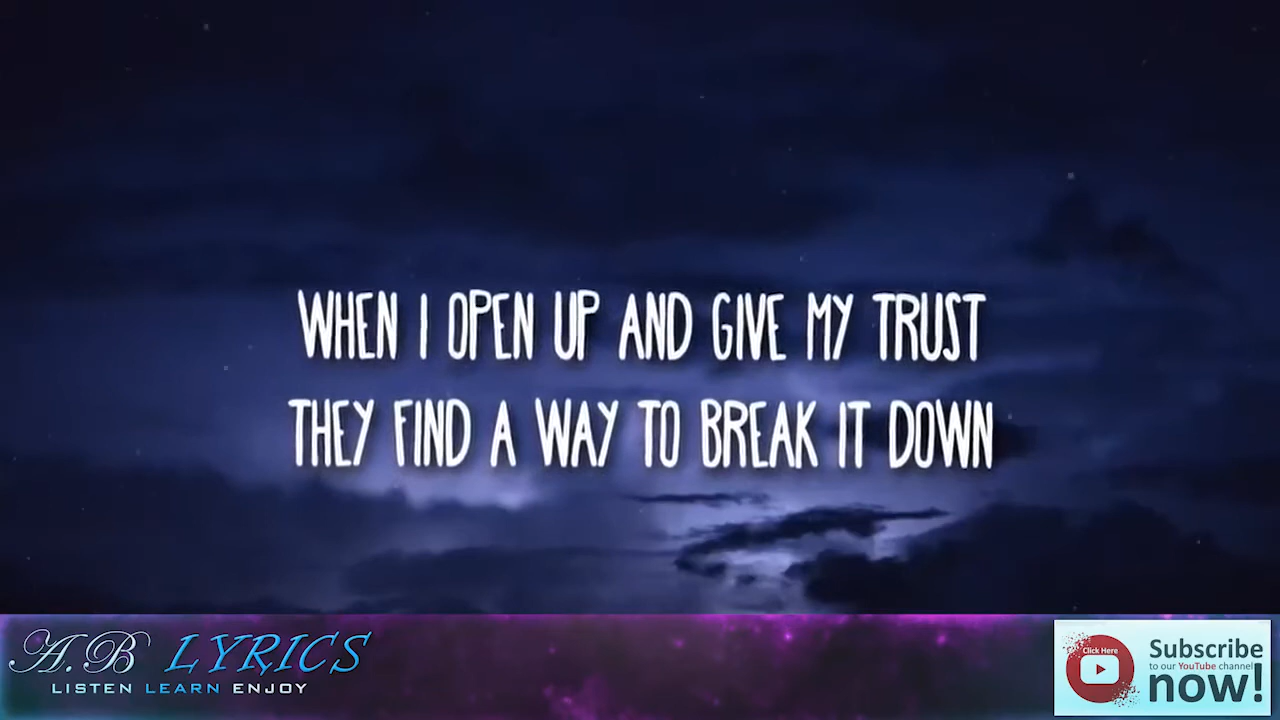 WHEN I OPEN UP AND GIVE MY TRUST
THEY FIND A WAY TO BREAK IT DOWN
A.B LYRICS
LISTEN LEARN ENJOY
Click Here
Subscribe
to our YouTube channel
now!